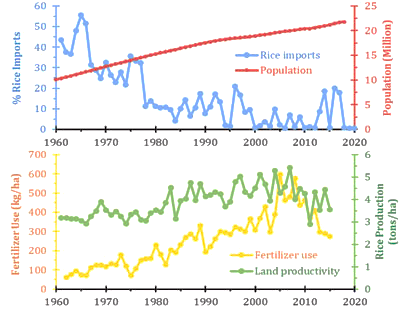 60
50
40
30
20
10
0
% Rice Imports
25
20
15
10
5
0
Population (Million)
Rice imports
Population
1960 1970 1980 1990 2000 2010 2020
700
600
500
400
300
200
100
0
Fertilizer Use (kg/ha)
6
5
4
3
2
1
0
Rice Production
(tons/ha)
Fertilizer use
Land productivity
1960 1970 1980 1990 2000 2010 2020